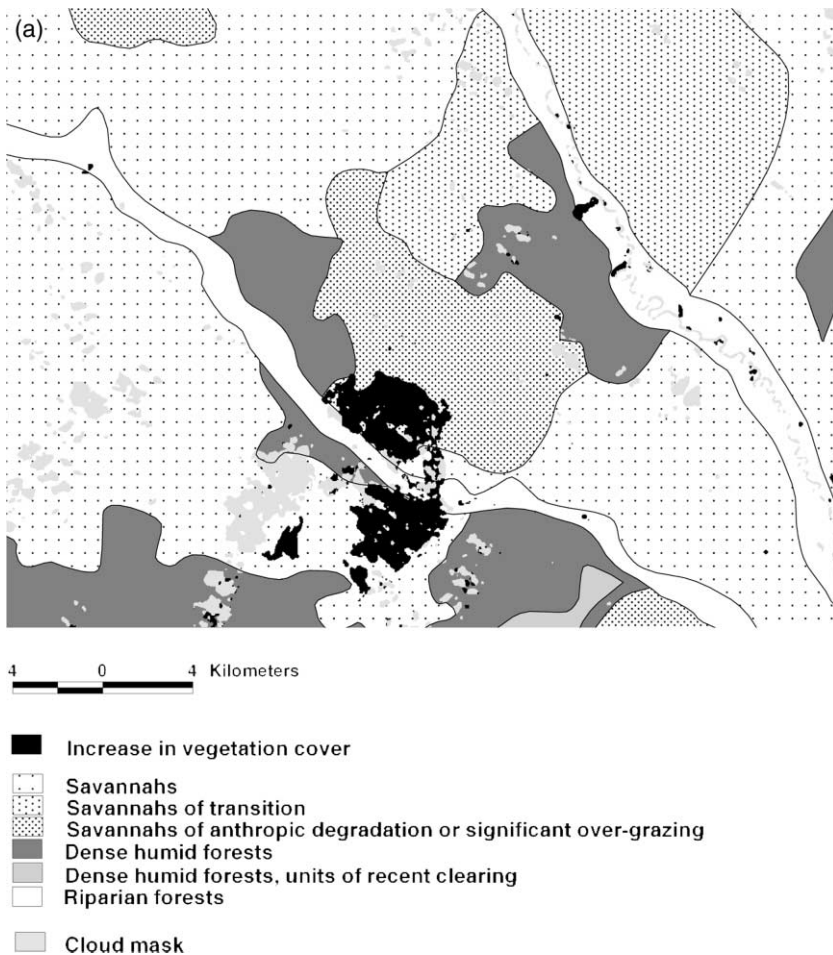 (a)
4 0 4 Kilometers
Increase in vegetation cover
Savannahs
Savannahs of transition
Savannahs of anthropic degradation or significant over-grazing
Dense humid forests
Dense humid forests, units of recent clearing
Riparian forests
Cloud mask